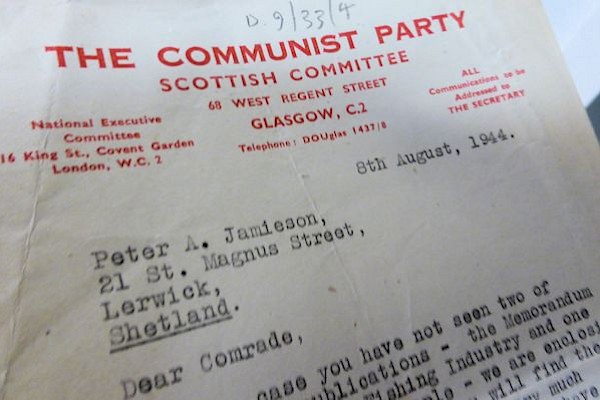 D.9/33/4
THE COMMUNIST PARTY
SCOTTISH COMMITTEE
68 WEST REGENT STREET
GLASGOW, C.2
Telephone: DOUglas 1437/8
National Executive
Committee
16 King St., Covent Garden
London, W.C. 2
ALL
Communications to be
Addressed to
THE SECRETARY
8th August, 1944.
Peter A. Jamieson,
21 St. Magnus Street,
Lerwick,
Shetland.
Dear Comrade,
case you have not seen two of
publications - the Memorandum
Fishing Industry and one
- we are enclosi
will find the
very much